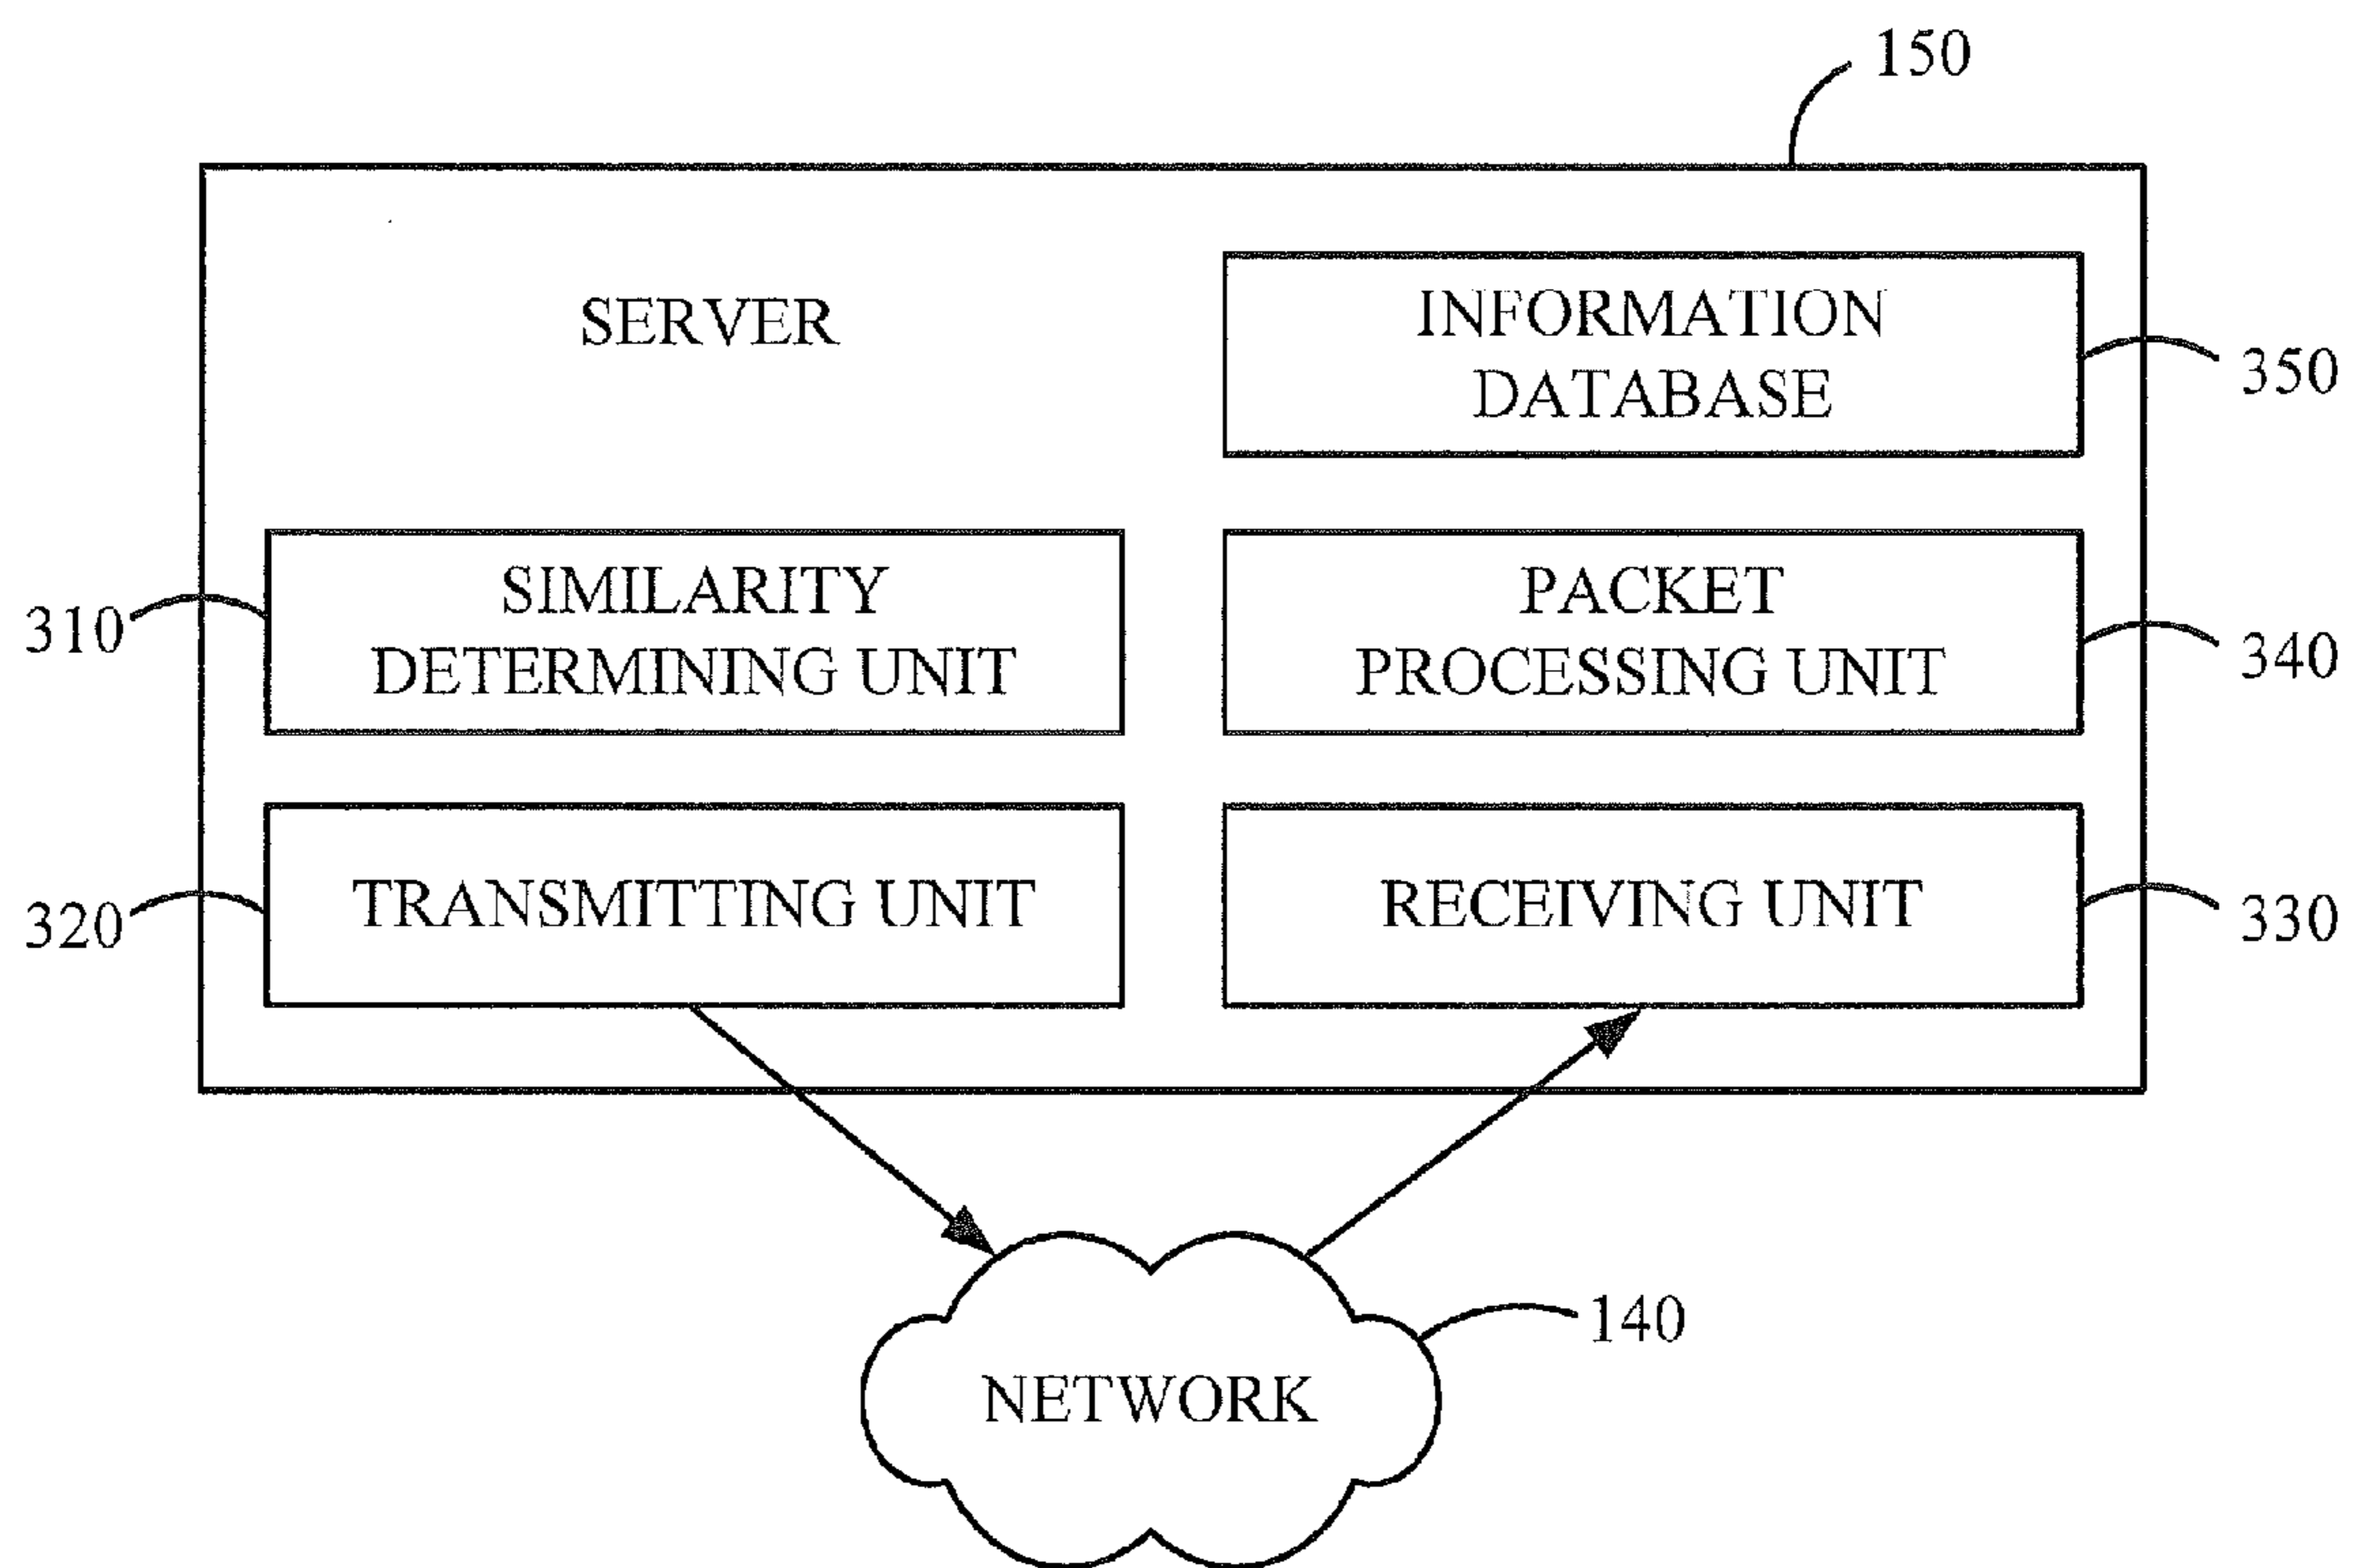 150
SERVER
INFORMATION
DATABASE
350
310
SIMILARITY
DETERMINING UNIT
PACKET
PROCESSING UNIT
340
320
TRANSMITTING UNIT
RECEIVING UNIT
330
140
NETWORK